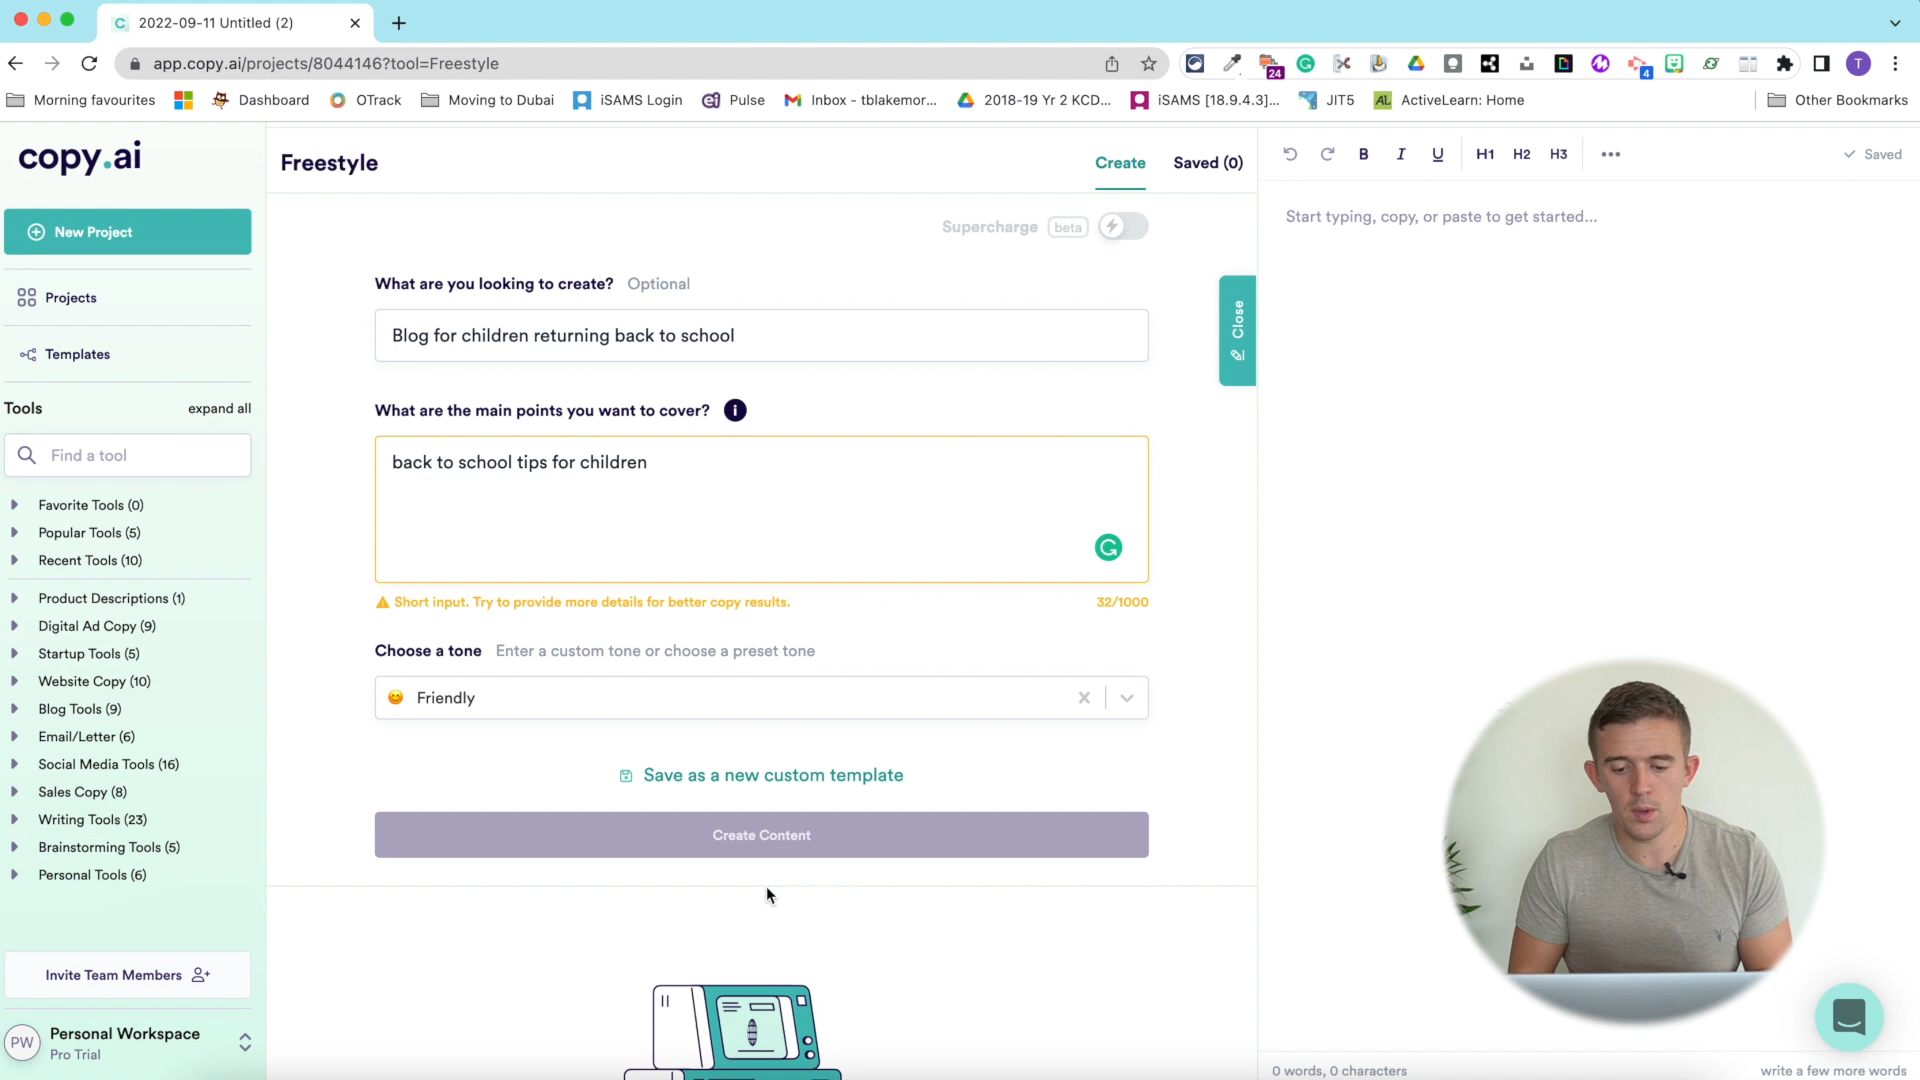 2022-09-11 Untitled (2)
app.copy.ai/projects/8044146?tool=Freestyle
24
4
T
Morning favourites
Dashboard
OTrack
Moving to Dubai
iSAMS Login
Pulse
Inbox - tblakemor...
2018-19 Yr 2 KCD...
iSAMS [18.9.4.3]...
JIT5
AL
ActiveLearn: Home
Other Bookmarks
copy.ai
New Project
Projects
Templates
Tools
expand all
Find a tool
Favorite Tools (0)
Popular Tools (5)
Recent Tools (10)
Product Descriptions (1)
Digital Ad Copy (9)
Startup Tools (5)
Website Copy (10)
Blog Tools (9)
Email/Letter (6)
Social Media Tools (16)
Sales Copy (8)
Writing Tools (23)
Brainstorming Tools (5)
Personal Tools (6)
Invite Team Members
PW
Personal Workspace
Pro Trial
Freestyle
Create
Saved (0)
Supercharge beta
What are you looking to create? Optional
Blog for children returning back to school
What are the main points you want to cover?
back to school tips for children
Short input. Try to provide more details for better copy results.
32/1000
Choose a tone Enter a custom tone or choose a preset tone
Friendly
Save as a new custom template
Create Content
Close
B I U H1 H2 H3
Saved
Start typing, copy, or paste to get started...
0 words, 0 characters
write a few more words